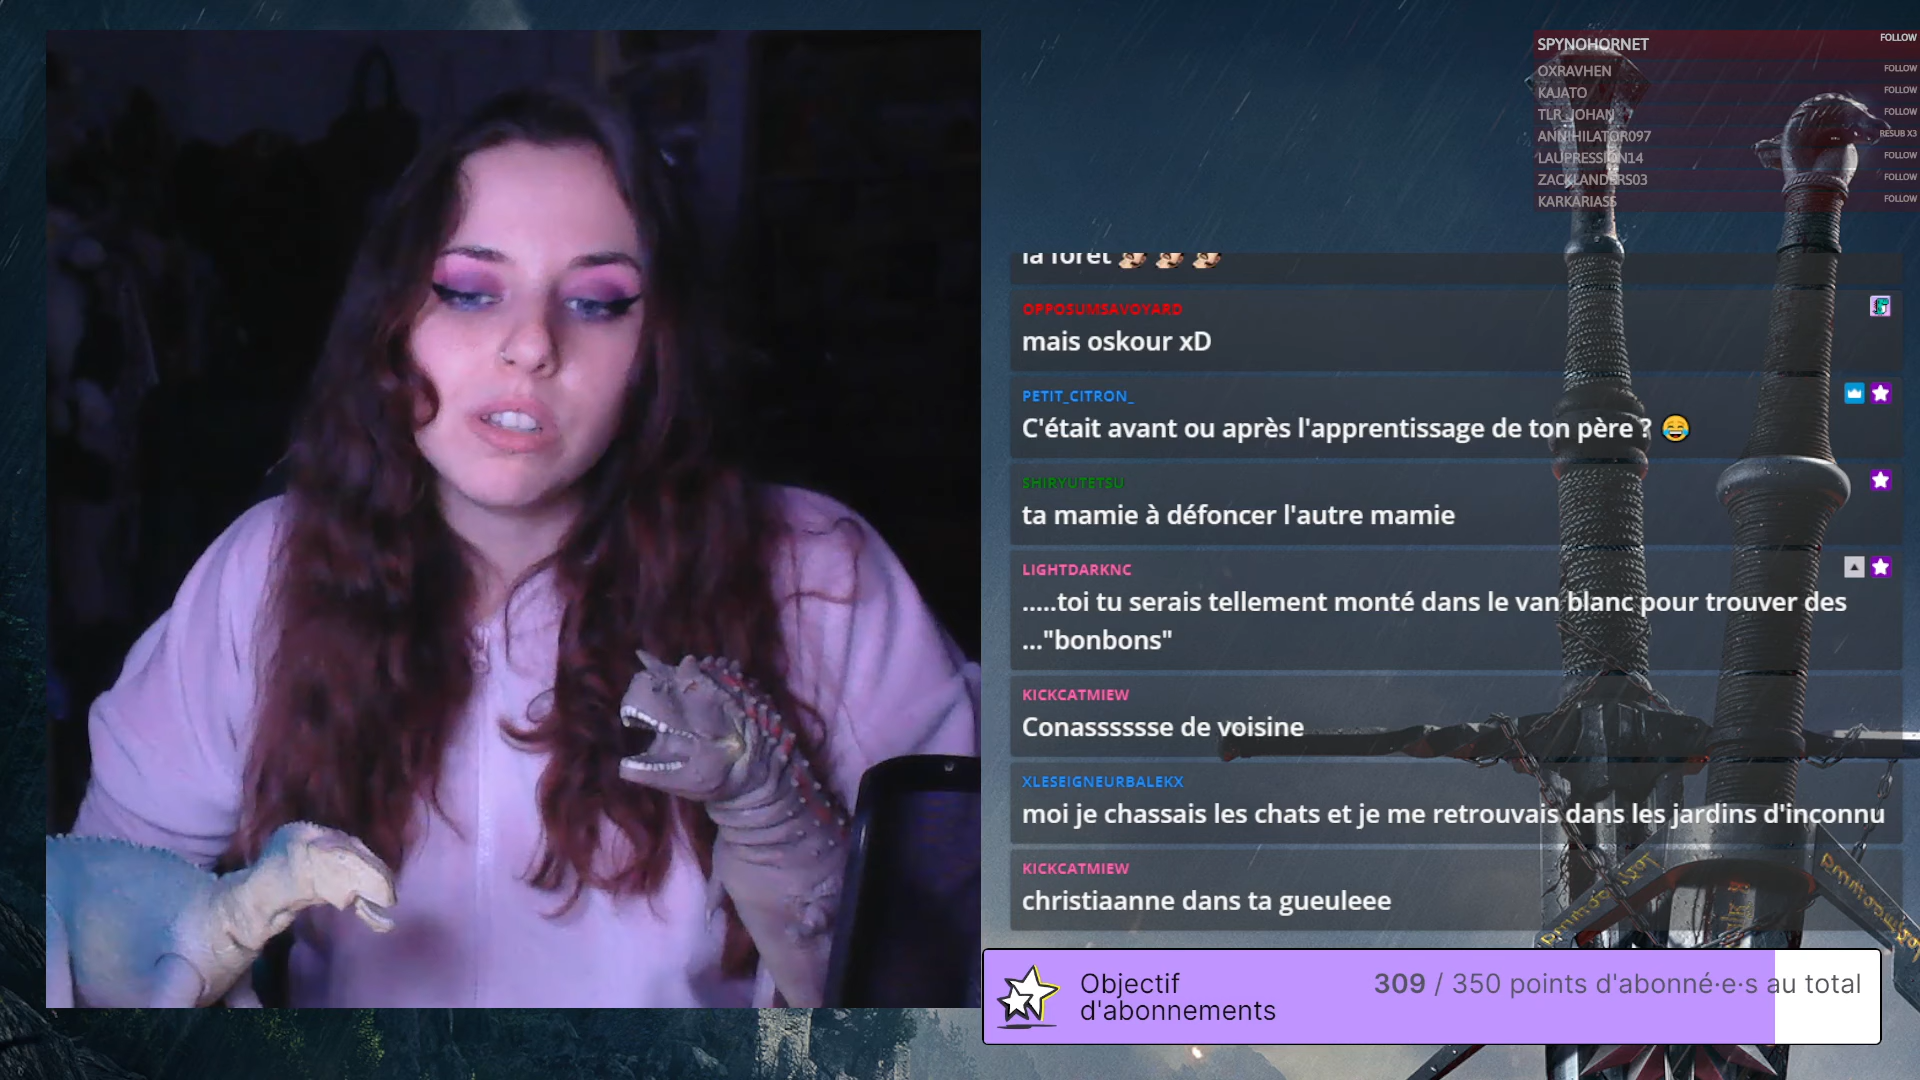 SPYNOHORNET FOLLOW
OXRAVHEN FOLLOW
KAJATO FOLLOW
TLR_JOHAN_7 FOLLOW
ANNIHILATOR097 RESUB X3
LAUPRESSION14 FOLLOW
ZACKLANDERS03 FOLLOW
KARKARIASS FOLLOW
la forêt
OPPOSUMSAVOYARD
mais oskour xD
PETIT_CITRON_
C'était avant ou après l'apprentissage de ton père ? 😂
SHIRYUTETSU
ta mamie à défoncer l'autre mamie
LIGHTDARKNC
.....toi tu serais tellement monté dans le van blanc pour trouver des
..."bonbons"
KICKCATMIEW
Conasssssse de voisine
XLESEIGNEURBALEKX
moi je chassais les chats et je me retrouvais dans les jardins d'inconnu
KICKCATMIEW
christiaanne dans ta gueuleee
Objectif
d'abonnements
309 / 350 points d'abonné·e·s au total